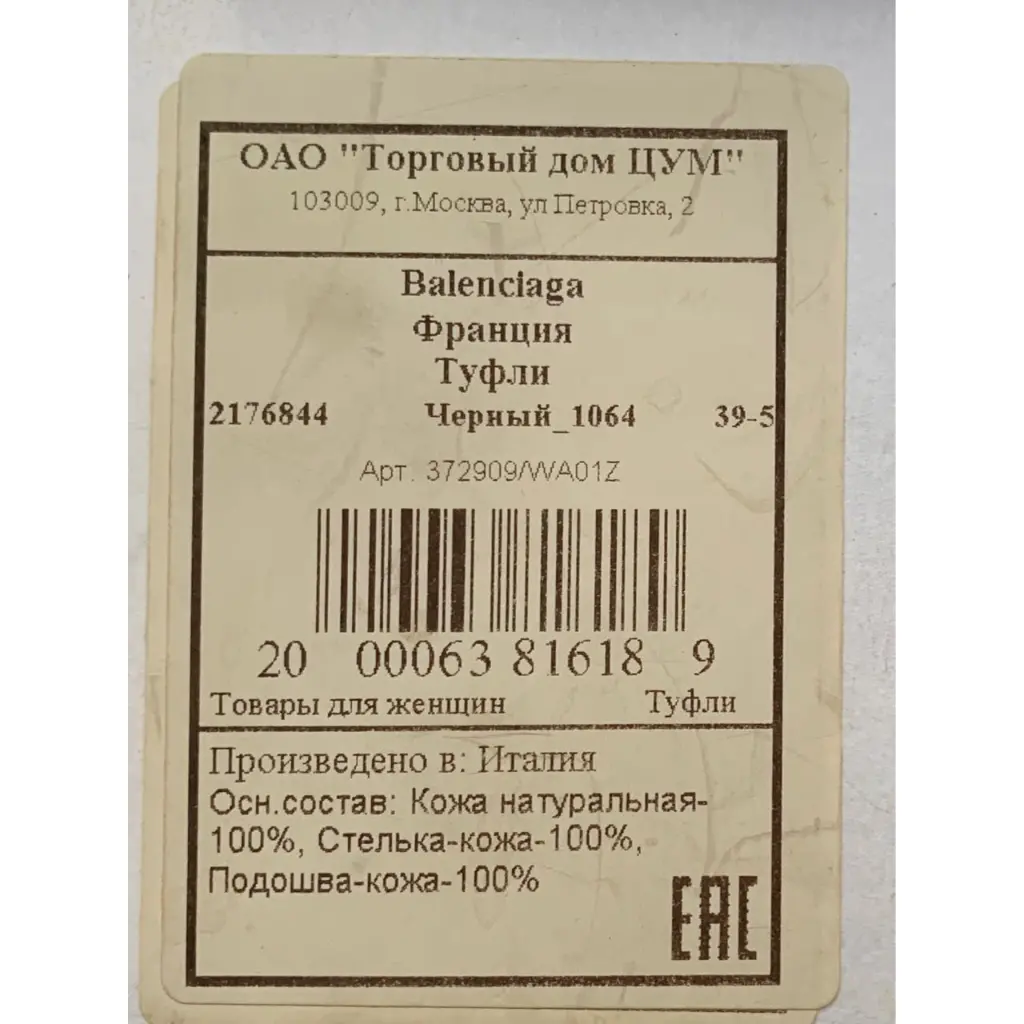 ОАО "Торговый дом ЦУМ"
103009, г.Москва, ул Петровка, 2
Balenciaga
Франция
Туфли
2176844 Черный_1064 39-5
Арт. 372909/WA01Z
20 00063 81618 9
Товары для женщин Туфли
Произведено в: Италия
Осн.состав: Кожа натуральная-
100%, Стелька-кожа-100%,
Подошва-кожа-100%
EAC